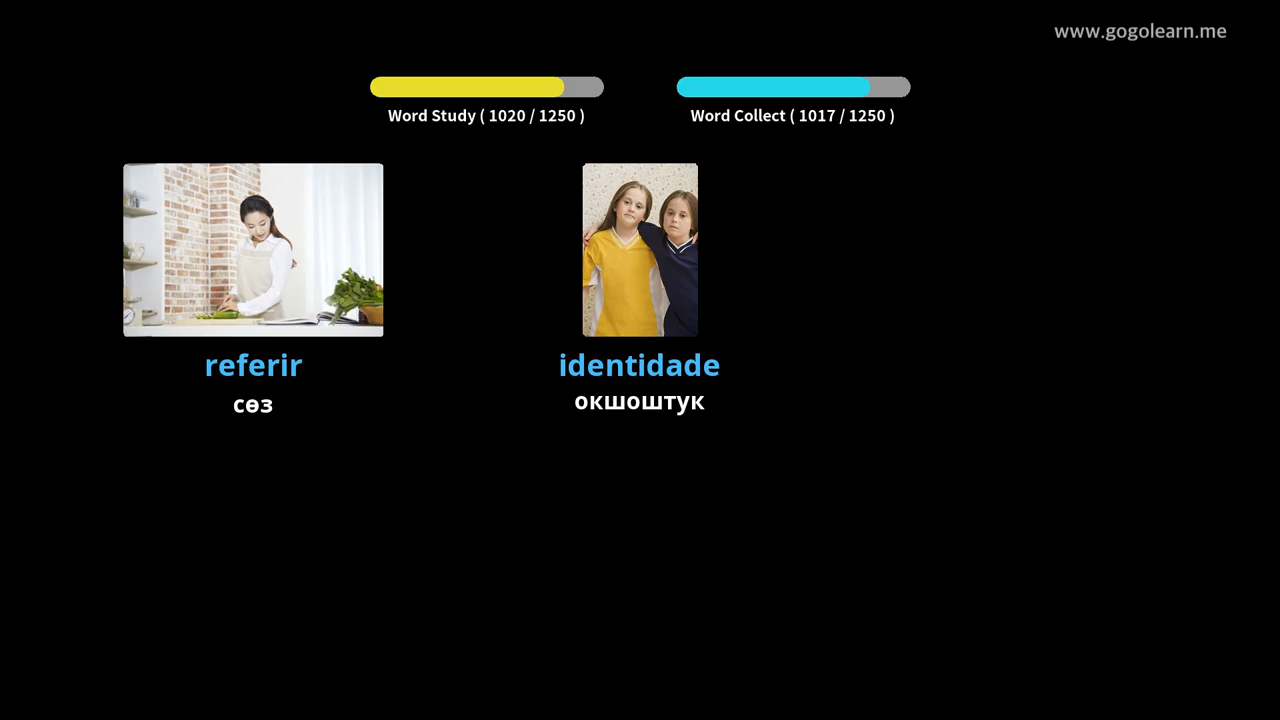 www.gogolearn.me
Word Study ( 1020 / 1250 )
Word Collect ( 1017 / 1250 )
referir
сөз
identidade
окшоштук